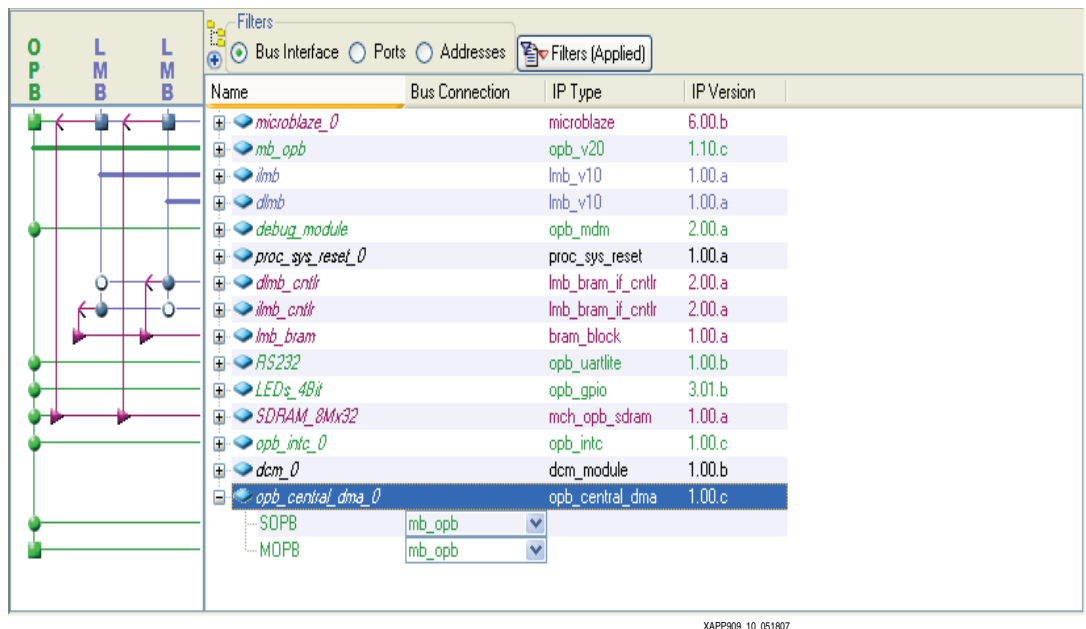 Filters
Bus Interface Ports Addresses Filters (Applied)
OPB LMB LMB
Name Bus Connection IP Type IP Version
microblaze_0 microblaze 6.00.b
mb_opb opb_v20 1.10.c
ilmb lmb_v10 1.00.a
dlmb lmb_v10 1.00.a
debug_module opb_mdm 2.00.a
proc_sys_reset_0 proc_sys_reset 1.00.a
dlmb_cntlr lmb_bram_if_cntlr 2.00.a
ilmb_cntlr lmb_bram_if_cntlr 2.00.a
lmb_bram bram_block 1.00.a
RS232 opb_uartlite 1.00.b
LEDs_4Bit opb_gpio 3.01.b
SDRAM_8Mx32 mch_opb_sdram 1.00.a
opb_intc_0 opb_intc 1.00.c
dcm_0 dcm_module 1.00.b
opb_central_dma_0 opb_central_dma 1.00.c
SOPB mb_opb
MOPB mb_opb
XAPP909_10_051807